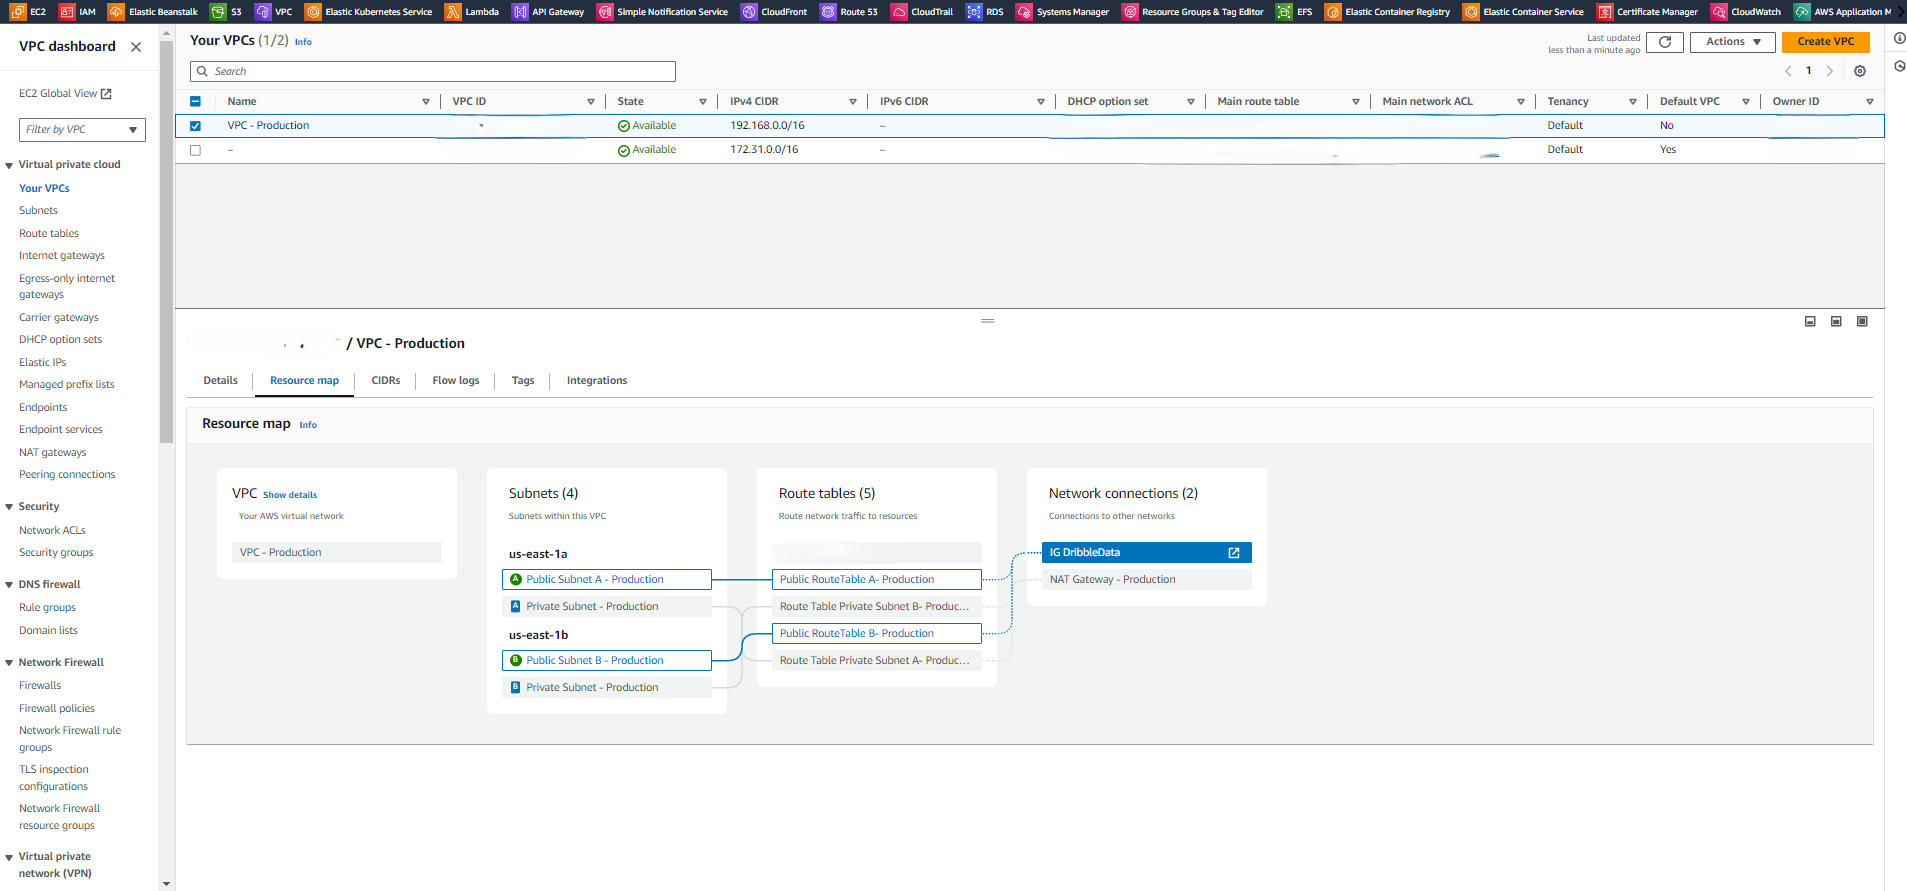 EC2 IAM Elastic Beanstalk S3 VPC Elastic Kubernetes Service Lambda API Gateway Simple Notification Service CloudFront Route 53 CloudTrail RDS Systems Manager Resource Groups & Tag Editor EFS Elastic Container Registry Elastic Container Service Certificate Manager CloudWatch AWS Application M
VPC dashboard
EC2 Global View
Filter by VPC
Virtual private cloud
Your VPCs
Subnets
Route tables
Internet gateways
Egress-only internet
gateways
Carrier gateways
DHCP option sets
Elastic IPs
Managed prefix lists
Endpoints
Endpoint services
NAT gateways
Peering connections
Security
Network ACLs
Security groups
DNS firewall
Rule groups
Domain lists
Network Firewall
Firewalls
Firewall policies
Network Firewall rule
groups
TLS inspection
configurations
Network Firewall
resource groups
Virtual private
network (VPN)
Your VPCs (1/2) Info
Last updated
less than a minute ago
Actions
Create VPC
Search
1
Name VPC ID State IPv4 CIDR IPv6 CIDR DHCP option set Main route table Main network ACL Tenancy Default VPC Owner ID
VPC - Production Available 192.168.0.0/16 – Default No
– Available 172.31.0.0/16 – Default Yes
/ VPC - Production
Details Resource map CIDRs Flow logs Tags Integrations
Resource map Info
VPC Show details
Your AWS virtual network
VPC - Production
Subnets (4)
Subnets within this VPC
us-east-1a
A Public Subnet A - Production
A Private Subnet - Production
us-east-1b
B Public Subnet B - Production
B Private Subnet - Production
Route tables (5)
Route network traffic to resources
Public RouteTable A- Production
Route Table Private Subnet B- Produc...
Public RouteTable B- Production
Route Table Private Subnet A- Produc...
Network connections (2)
Connections to other networks
IG DribbleData
NAT Gateway - Production